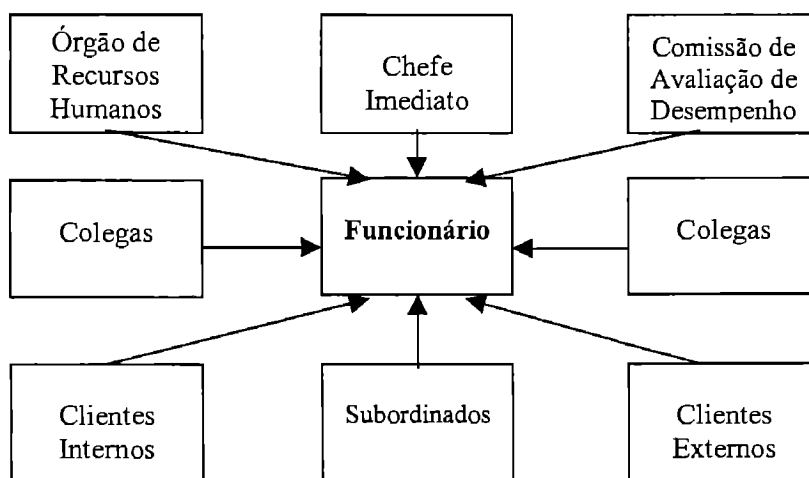 Órgão de
Recursos
Humanos
Chefe
Imediato
Comissão de
Avaliação de
Desempenho
Colegas
Funcionário
Colegas
Clientes
Internos
Subordinados
Clientes
Externos